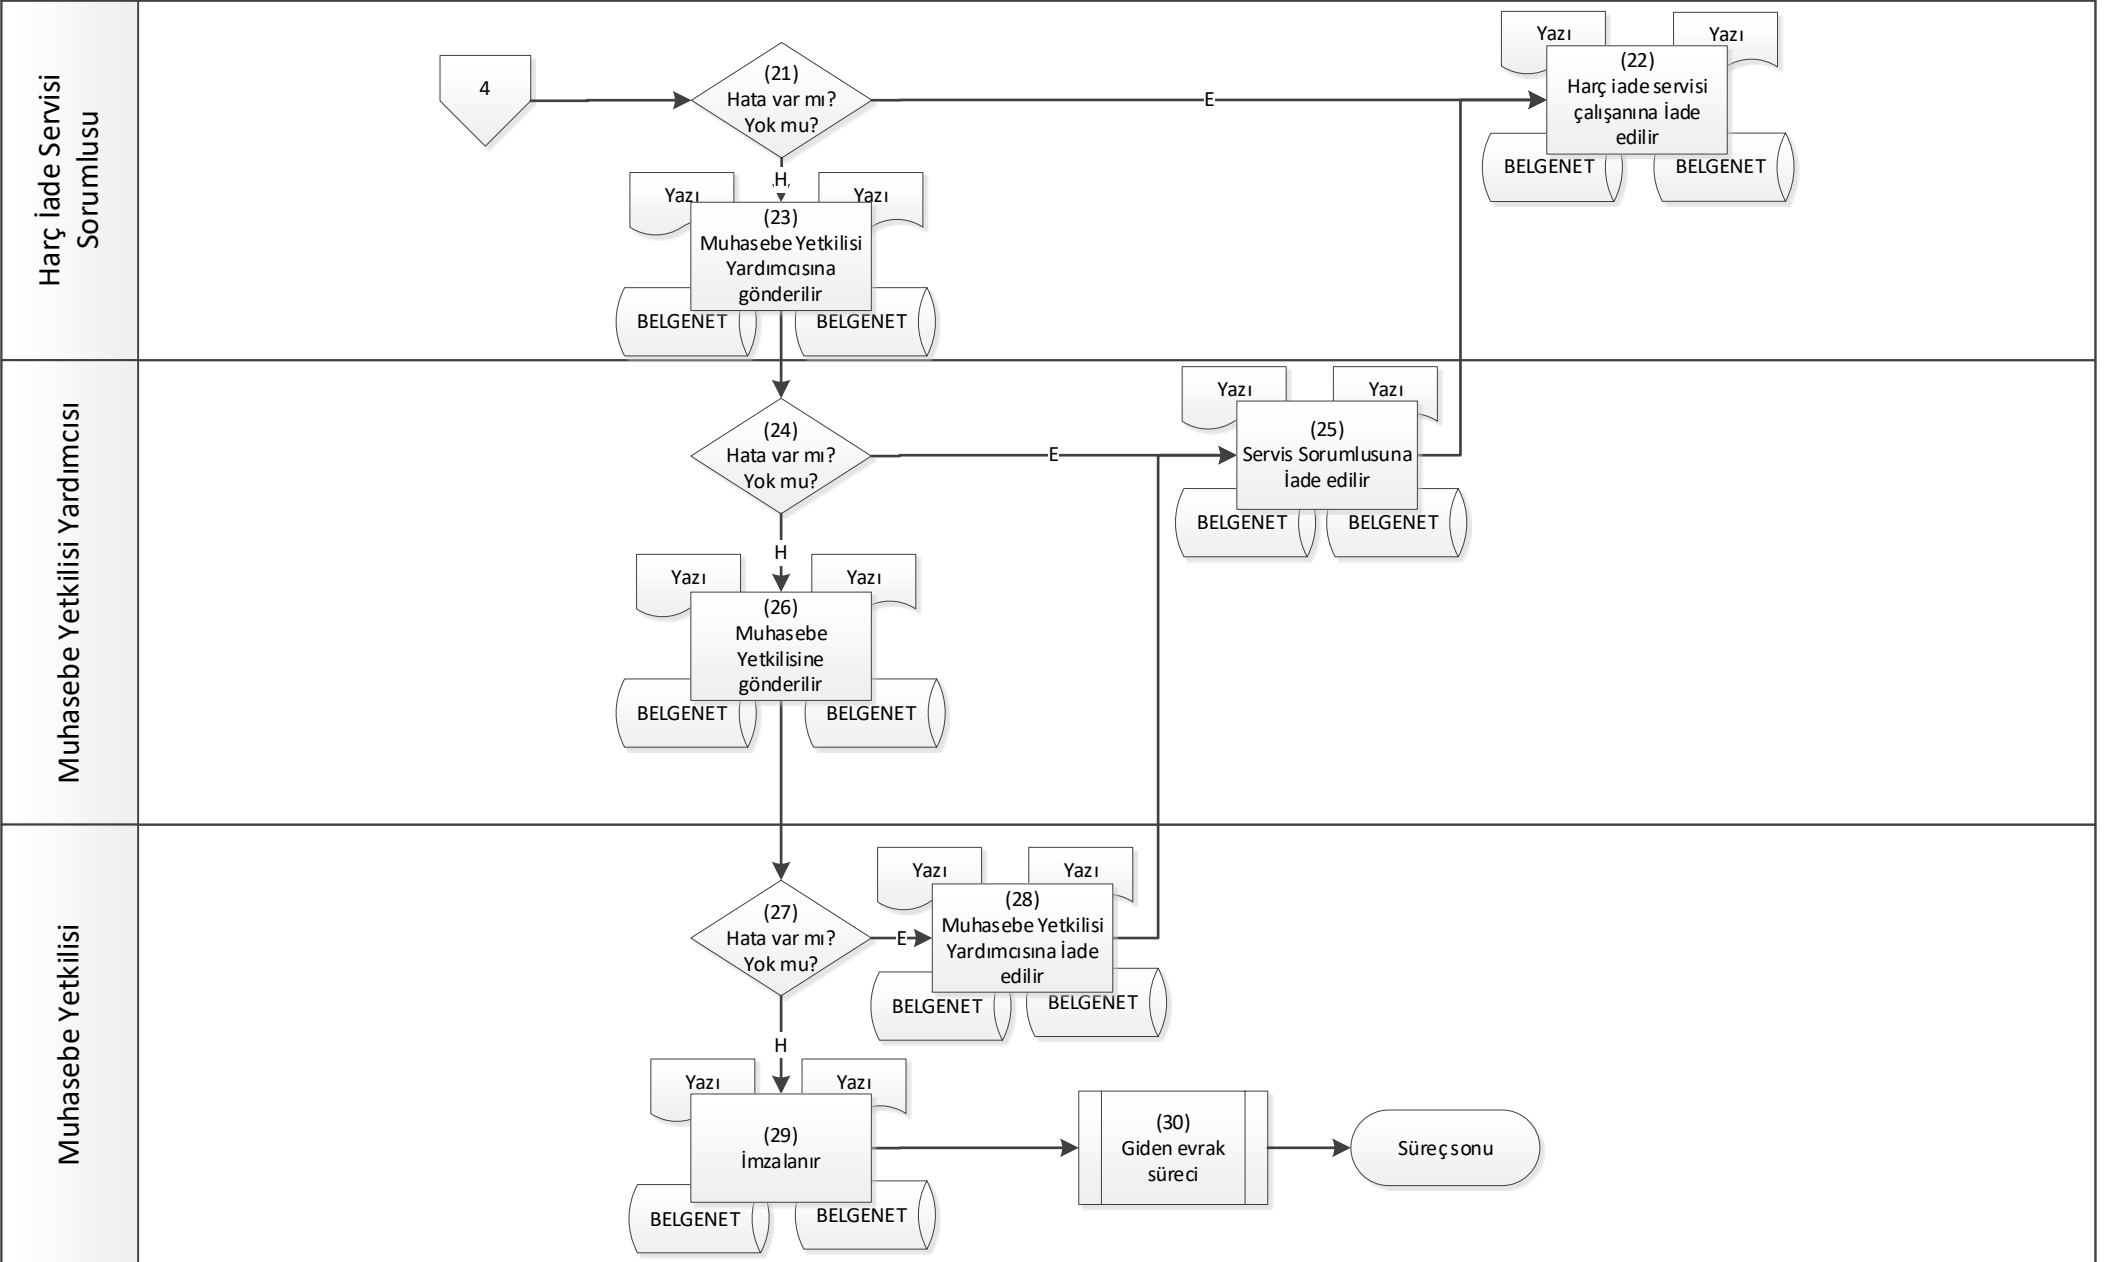 Harç İade Servisi
Sorumlusu
4
(21)
Hata var mı?
Yok mu?
E
Yazı
Yazı
(22)
Harç iade servisi
çalışanına İade
edilir
BELGENET
BELGENET
H
Yazı
Yazı
(23)
Muhasebe Yetkilisi
Yardımcısına
gönderilir
BELGENET
BELGENET
Muhasebe Yetkilisi Yardımcısı
(24)
Hata var mı?
Yok mu?
E
Yazı
Yazı
(25)
Servis Sorumlusuna
İade edilir
BELGENET
BELGENET
H
Yazı
Yazı
(26)
Muhasebe
Yetkilisine
gönderilir
BELGENET
BELGENET
Muhasebe Yetkilisi
(27)
Hata var mı?
Yok mu?
E
Yazı
Yazı
(28)
Muhasebe Yetkilisi
Yardımcısına İade
edilir
BELGENET
BELGENET
H
Yazı
Yazı
(29)
İmzalanır
BELGENET
BELGENET
(30)
Giden evrak
süreci
Süreç sonu